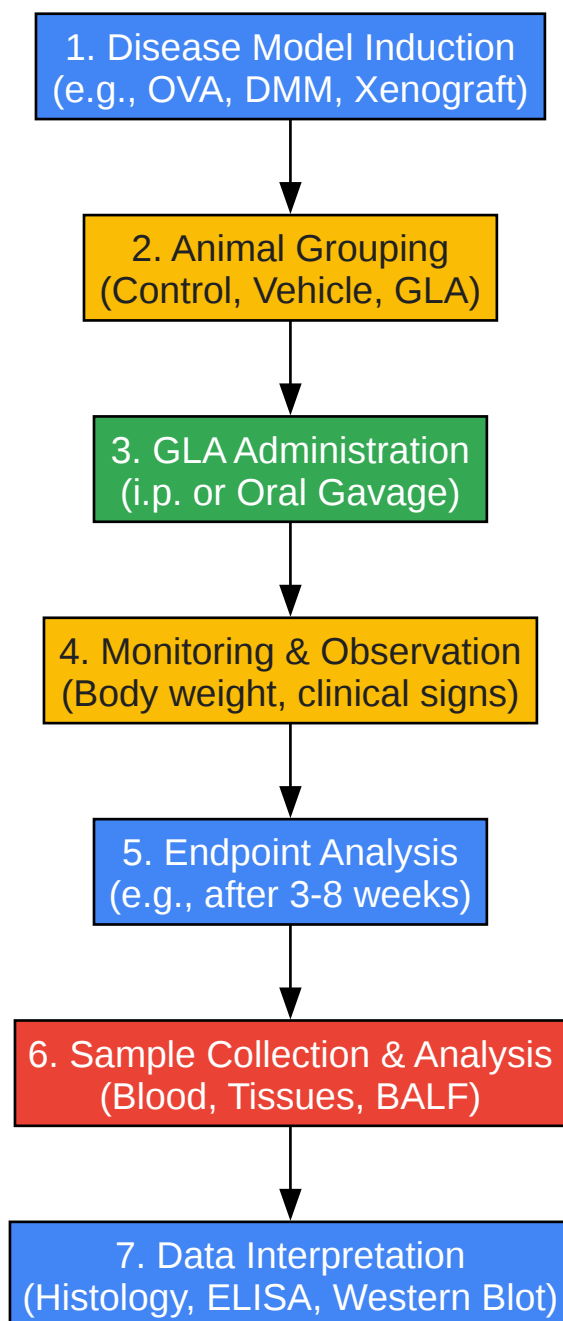 1. Disease Model Induction
(e.g., OVA, DMM, Xenograft)
2. Animal Grouping
(Control, Vehicle, GLA)
3. GLA Administration
(i.p. or Oral Gavage)
4. Monitoring & Observation
(Body weight, clinical signs)
5. Endpoint Analysis
(e.g., after 3-8 weeks)
6. Sample Collection & Analysis
(Blood, Tissues, BALF)
7. Data Interpretation
(Histology, ELISA, Western Blot)